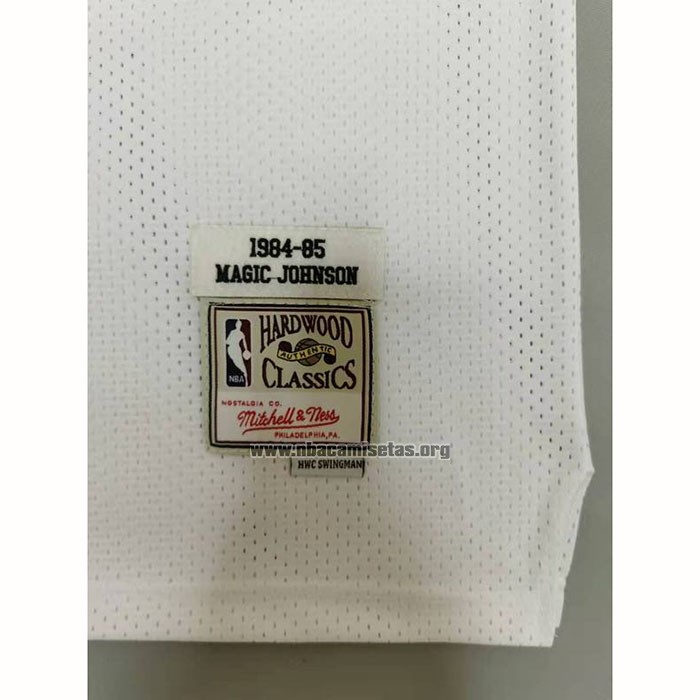 1984-85
MAGIC JOHNSON
HARDWOOD
AUTHENTIC
CLASSICS
NBA
NOSTALGIA CO.
Mitchell & Ness
PHILADELPHIA, PA.
www.nbacamisetas.org
HWC SWINGMAN